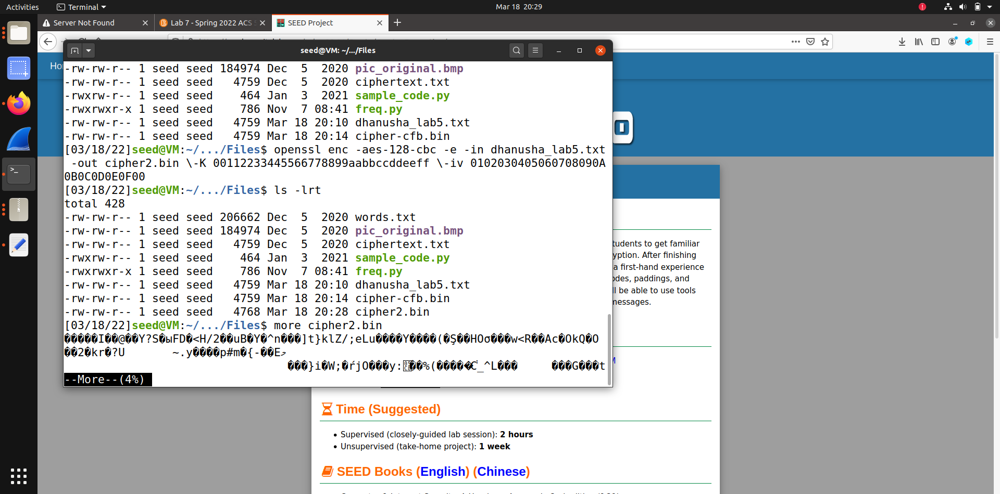 Activities
Terminal
Mar 18 20:29
Server Not Found
Lab 7 - Spring 2022 ACS
SEED Project
seed@VM: ~/.../Files
-rw-rw-r-- 1 seed seed 184974 Dec  5  2020 pic_original.bmp
-rw-rw-r-- 1 seed seed   4759 Dec  5  2020 ciphertext.txt
-rwxrw-r-- 1 seed seed    464 Jan  3  2021 sample_code.py
-rwxrwxr-x 1 seed seed    786 Nov  7 08:41 freq.py
-rw-rw-r-- 1 seed seed   4759 Mar 18 20:10 dhanusha_lab5.txt
-rw-rw-r-- 1 seed seed   4759 Mar 18 20:14 cipher-cfb.bin
[03/18/22]seed@VM:~/.../Files$ openssl enc -aes-128-cbc -e -in dhanusha_lab5.txt
 -out cipher2.bin \-K 00112233445566778899aabbccddeeff \-iv 0102030405060708090A
0B0C0D0E0F00
[03/18/22]seed@VM:~/.../Files$ ls -lrt
total 428
-rw-rw-r-- 1 seed seed 206662 Dec  5  2020 words.txt
-rw-rw-r-- 1 seed seed 184974 Dec  5  2020 pic_original.bmp
-rw-rw-r-- 1 seed seed   4759 Dec  5  2020 ciphertext.txt
-rwxrw-r-- 1 seed seed    464 Jan  3  2021 sample_code.py
-rwxrwxr-x 1 seed seed    786 Nov  7 08:41 freq.py
-rw-rw-r-- 1 seed seed   4759 Mar 18 20:10 dhanusha_lab5.txt
-rw-rw-r-- 1 seed seed   4759 Mar 18 20:14 cipher-cfb.bin
-rw-rw-r-- 1 seed seed   4768 Mar 18 20:28 cipher2.bin
[03/18/22]seed@VM:~/.../Files$ more cipher2.bin
�����I��@��Y?S�ыFD�<H/2��uB�Y�^n���]t}klZ/;eLu����Y����(�Ş��HOσ���w<R��Ac�OkQ�O
��2�kr�?U       ~.y����p#m�{-��E
���}i�W;�ŕjO���y:��%(�����Ċ_^L���     ���G���t
--More--(4%)
tudents to get familiar
yption. After finishing
a first-hand experience
odes, paddings, and
ll be able to use tools
messages.
Time (Suggested)
• Supervised (closely-guided lab session): 2 hours
• Unsupervised (take-home project): 1 week
SEED Books (English) (Chinese)